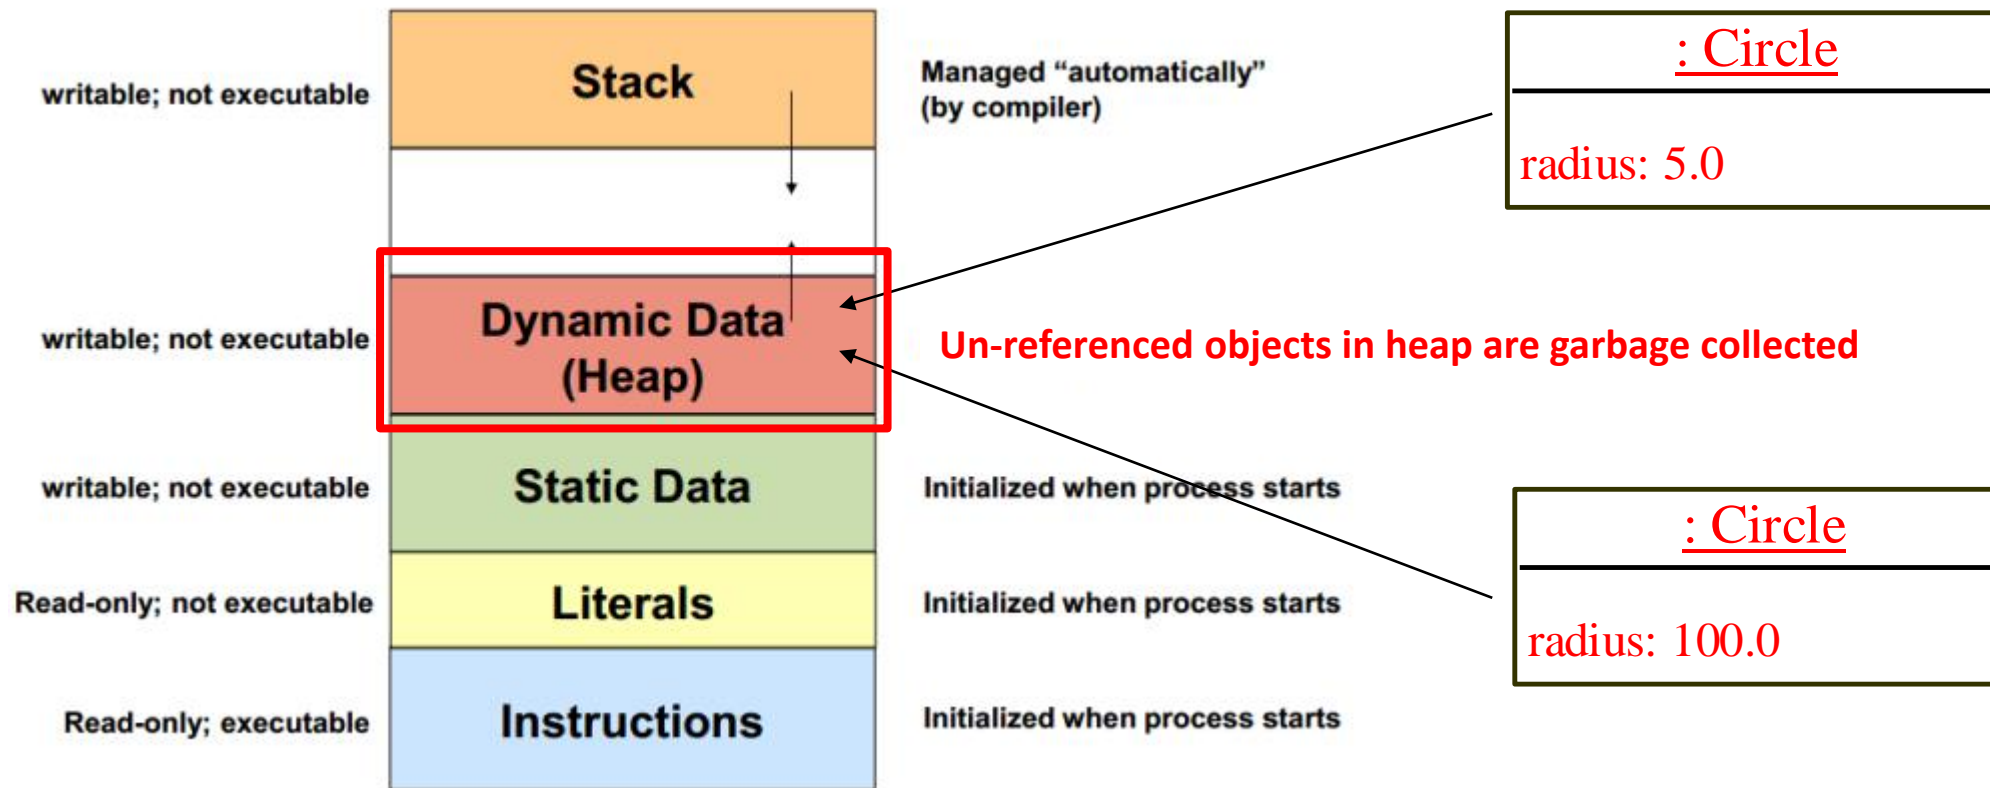 Stack
writable; not executable
Managed “automatically”
(by compiler)
: Circle
radius: 5.0
Dynamic Data
(Heap)
writable; not executable
Un-referenced objects in heap are garbage collected
Static Data
writable; not executable
Initialized when process starts
: Circle
radius: 100.0
Literals
Read-only; not executable
Initialized when process starts
Instructions
Read-only; executable
Initialized when process starts